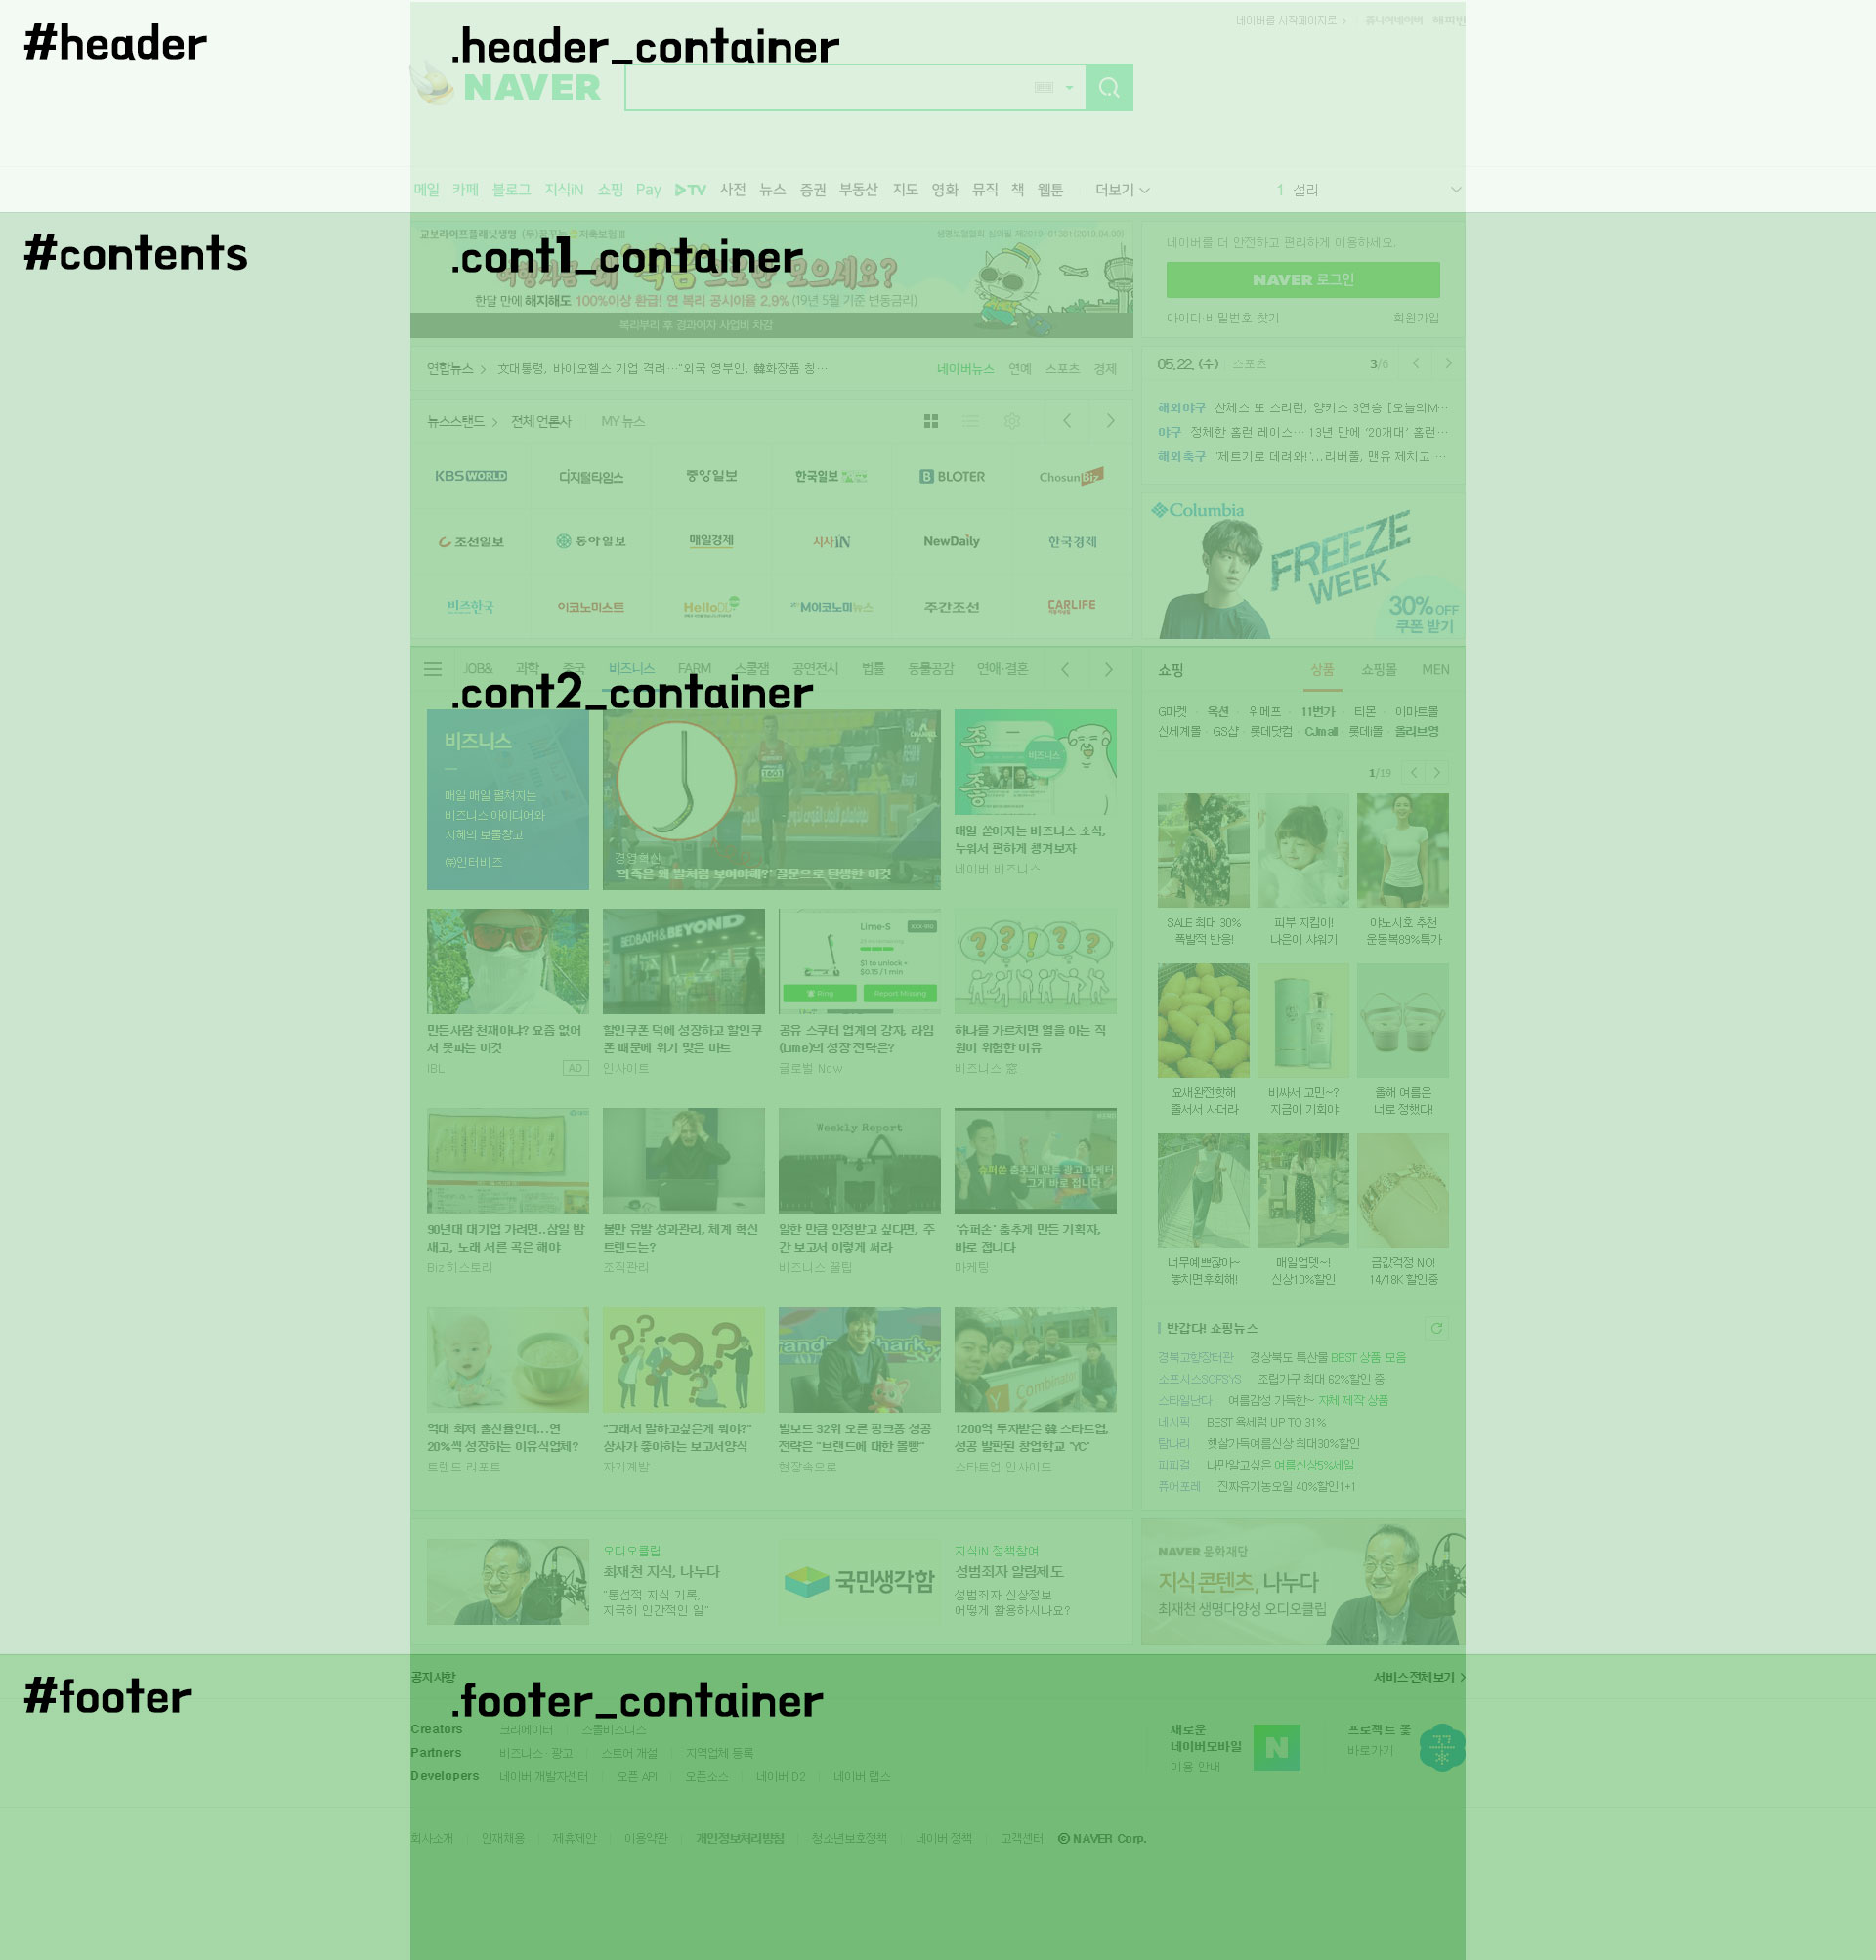 #header
.header_container
네이버를 시작페이지로
NAVER
메일 카페 블로그 지식iN 쇼핑 Pay TV 사전 뉴스 증권 부동산 지도 영화 뮤직 책 웹툰 더보기
1 설리
#contents
.cont1_container
한달 만에 해지해도 100%이상 환급! 연 복리 공시이율 2.9% (19년 5월 기준 변동금리)
복리부리 후 경과이자 사업비 차감
네이버를 더 안전하고 편리하게 이용하세요.
NAVER 로그인
아이디 비밀번호 찾기 회원가입
연합뉴스 文대통령, 바이오헬스 기업 격려…"외국 영부인, 韓화장품 칭…
네이버뉴스 연예 스포츠 경제
05.22. (수) 스포츠 3/6
해외야구 산체스 또 스리런, 양키스 3연승 [오늘의M…
야구 정체한 홈런 레이스… 13년 만에 '20개대' 홈런…
해외축구 '제트기로 데려와!'...리버풀, 맨유 제치고 …
뉴스스탠드 전체 언론사 MY 뉴스
KBS WORLD 디지털타임스 중앙일보 한국일보 BLOTER ChosunBiz
조선일보 동아일보 매일경제 시사IN NewDaily 한국경제
비즈한국 이코노미스트 HelloDD M이코노미뉴스 주간조선 CARLIFE
Columbia
FREEZE
WEEK
30% OFF
쿠폰 받기
JOB& 과학 중국 비즈니스 FARM 스쿨잼 공연전시 법률 동물공감 연애·결혼
.cont2_container
비즈니스
매일 매일 펼쳐지는
비즈니스 아이디어와
지혜의 보물창고
㈜인터비즈
경영혁신
'의족은 왜 발처럼 보여야해?' 질문으로 탄생한 이것
비즈니스
매일 쏟아지는 비즈니스 소식,
누워서 편하게 챙겨보자
네이버 비즈니스
BED BATH & BEYOND
Lime-S
$1 to unlock +
$0.15 / 1 min
Ring Report Missing
만든사람 천재아냐? 요즘 없어
서 못파는 이것
IBL AD
할인쿠폰 덕에 성장하고 할인쿠
폰 때문에 위기 맞은 마트
인사이트
공유 스쿠터 업계의 강자, 라임
(Lime)의 성장 전략은?
글로벌 Now
하나를 가르치면 열을 아는 직
원이 위험한 이유
비즈니스 窓
Weekly Report
90년대 대기업 가려면..삼일 밤
새고, 노래 서른 곡은 해야
Biz 히스토리
불만 유발 성과관리, 체계 혁신
트렌드는?
조직관리
일한 만큼 인정받고 싶다면, 주
간 보고서 이렇게 써라
비즈니스 꿀팁
'슈퍼손' 춤추게 만든 기획자,
바로 접니다
마케팅
역대 최저 출산율인데...연
20%씩 성장하는 이유식업체?
트렌드 리포트
"그래서 말하고싶은게 뭐야?"
상사가 좋아하는 보고서양식
자기계발
빌보드 32위 오른 핑크퐁 성공
전략은 "브랜드에 대한 몰빵"
현장속으로
1200억 투자받은 韓 스타트업,
성공 발판된 창업학교 'YC'
스타트업 인사이드
쇼핑 상품 쇼핑몰 MEN
G마켓 옥션 위메프 11번가 티몬 이마트몰
신세계몰 GS샵 롯데닷컴 CJmall 롯데i몰 올리브영
1/19
SALE 최대 30%
폭발적 반응!
피부 지킴이!
나은이 샤워기
야노시호 추천
운동복89%특가
요새완전핫해
줄서서 사더라
비싸서 고민~?
지금이 기회야
올해 여름은
너로 정했다!
너무예쁘잖아~
놓치면후회해!
매일업뎃~!
신상10%할인
금값걱정 NO!
14/18K 할인중
반갑다! 쇼핑뉴스
경북고향장터관 경상북도 특산물 BEST 상품 모음
소프시스SOFSYS 조립가구 최대 62%할인 중
스타일난다 여름감성 가득한~ 자체 제작 상품
네시픽 BEST 욕세럼 UP TO 31%
탐나리 햇살가득여름신상 최대30%할인
피피걸 나만알고싶은 여름신상5%세일
퓨어포레 진짜유기농오일 40%할인1+1
오디오클립
최재천 지식, 나누다
"통섭적 지식 기록,
지극히 인간적인 일"
국민생각함
지식iN 정책참여
성범죄자 알림제도
성범죄자 신상정보
어떻게 활용하시나요?
NAVER 문화재단
지식 콘텐츠, 나누다
최재천 생명다양성 오디오클립
#footer
공지사항
서비스 전체보기
.footer_container
Creators 크리에이터 스몰비즈니스
Partners 비즈니스 · 광고 스토어 개설 지역업체 등록
Developers 네이버 개발자센터 오픈 API 오픈소스 네이버 D2 네이버 랩스
새로운
네이버모바일
이용 안내
프로젝트 꽃
바로가기
회사소개 인재채용 제휴제안 이용약관 개인정보처리방침 청소년보호정책 네이버 정책 고객센터 ⓒ NAVER Corp.